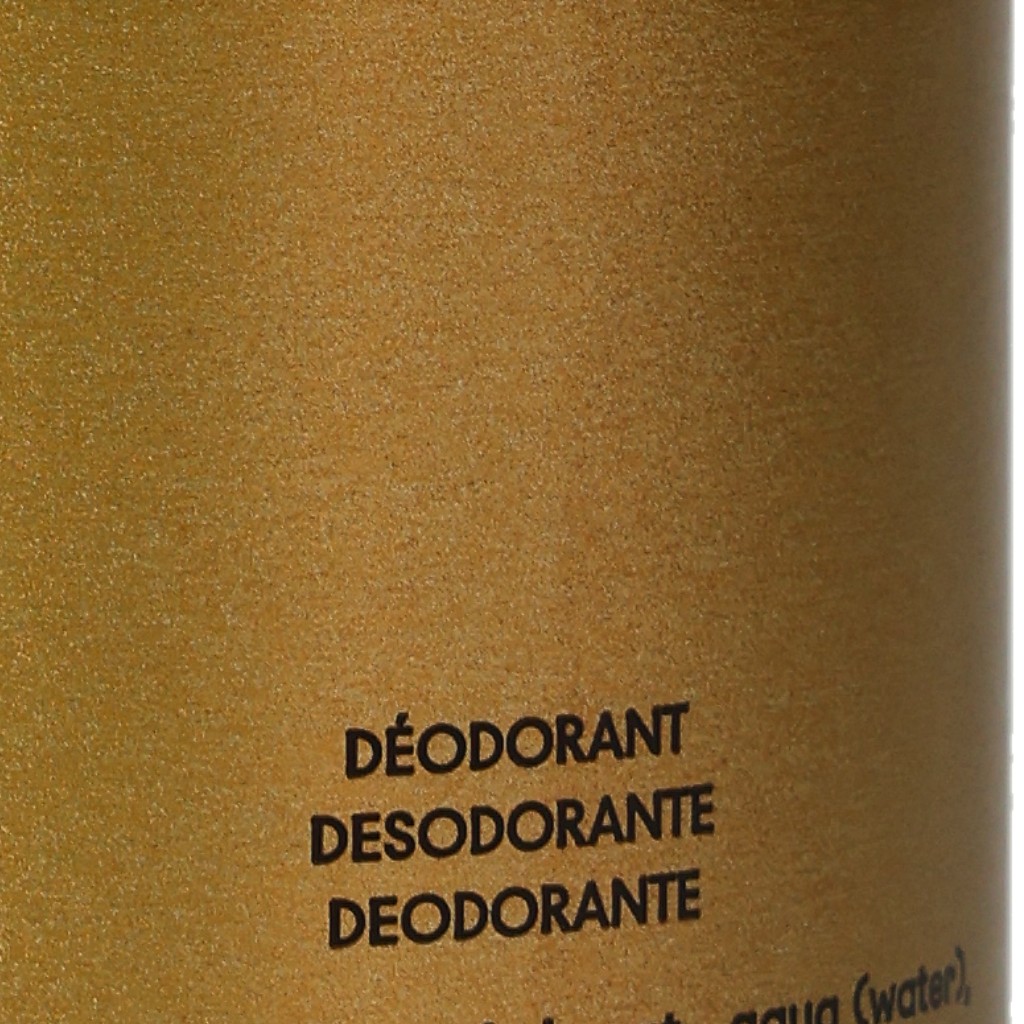 DÉODORANT
DESODORANTE
DEODORANTE
aqua (water),